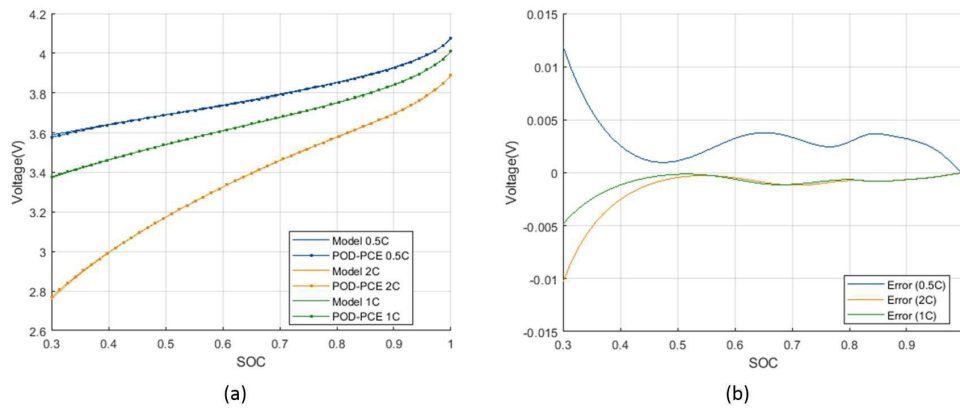 4.2
4
3.8
3.6
3.4
3.2
3
2.8
2.6
Voltage(V)
0.3 0.4 0.5 0.6 0.7 0.8 0.9 1
SOC
Model 0.5C
POD-PCE 0.5C
Model 2C
POD-PCE 2C
Model 1C
POD-PCE 1C
(a)
0.015
0.01
0.005
0
-0.005
-0.01
-0.015
Voltage(V)
0.3 0.4 0.5 0.6 0.7 0.8 0.9
SOC
Error (0.5C)
Error (2C)
Error (1C)
(b)